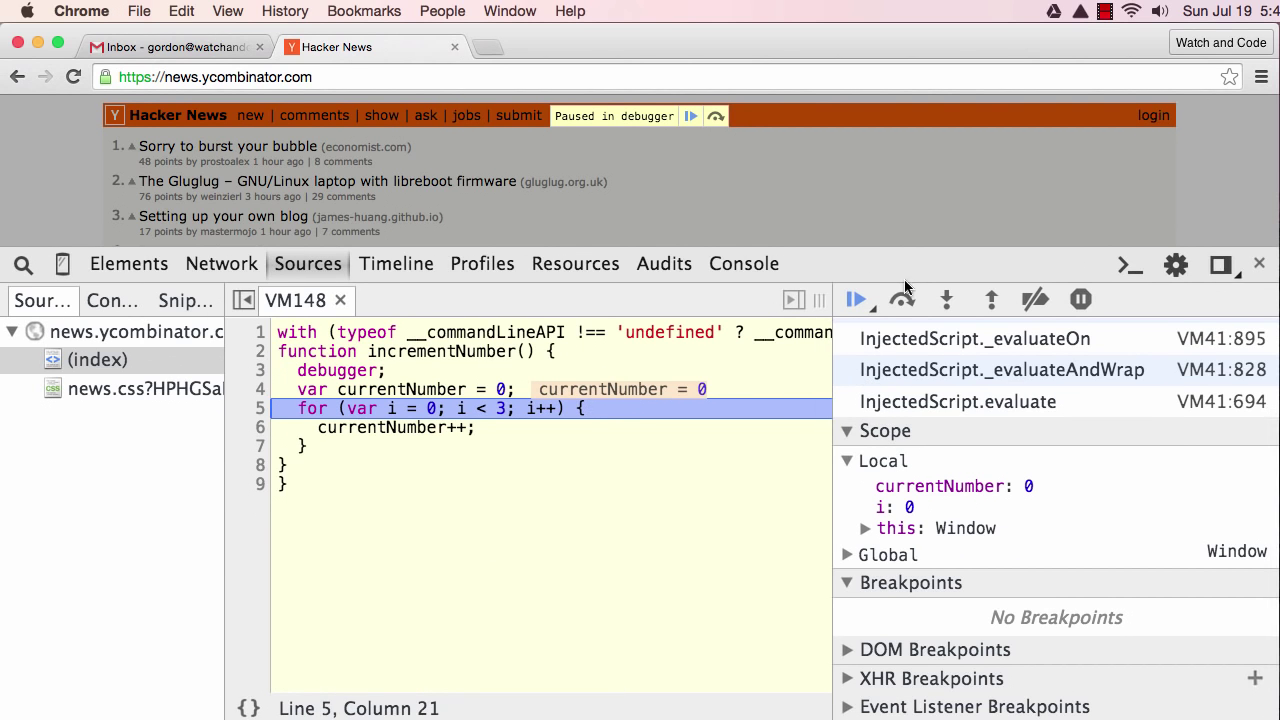 Chrome File Edit View History Bookmarks People Window Help Sun Jul 19 5:4
Inbox - gordon@watchand Hacker News Watch and Code
https://news.ycombinator.com
Y Hacker News new | comments | show | ask | jobs | submit Paused in debugger login
1. Sorry to burst your bubble (economist.com)
48 points by prostoalex 1 hour ago | 8 comments
2. The Gluglug – GNU/Linux laptop with libreboot firmware (gluglug.org.uk)
76 points by weinzierl 3 hours ago | 29 comments
3. Setting up your own blog (james-huang.github.io)
17 points by mastermojo 1 hour ago | 7 comments
Elements Network Sources Timeline Profiles Resources Audits Console
Sour... Con... Snip... VM148
news.ycombinator.c
(index)
news.css?HPHGSa
1 with (typeof __commandLineAPI !== 'undefined' ? __comman
2 function incrementNumber() {
3 debugger;
4 var currentNumber = 0; currentNumber = 0
5 for (var i = 0; i < 3; i++) {
6 currentNumber++;
7 }
8 }
9 }
{} Line 5, Column 21
InjectedScript._evaluateOn VM41:895
InjectedScript._evaluateAndWrap VM41:828
InjectedScript.evaluate VM41:694
Scope
Local
currentNumber: 0
i: 0
this: Window
Global Window
Breakpoints
No Breakpoints
DOM Breakpoints
XHR Breakpoints +
Event Listener Breakpoints